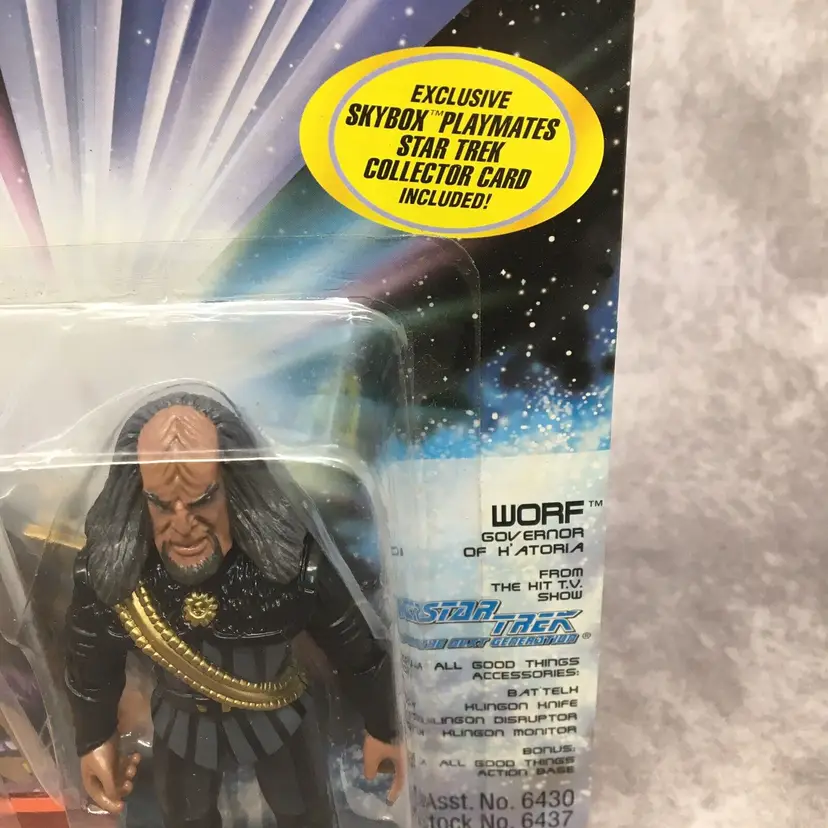 EXCLUSIVE
SKYBOX™ PLAYMATES
STAR TREK
COLLECTOR CARD
INCLUDED!
WORF™
GOVERNOR
OF H'ATORIA
FROM
THE HIT T.V.
SHOW
STAR TREK
NEXT GENERATION®
ALL GOOD THINGS
ACCESSORIES:
BAT'TELH
KLINGON KNIFE
KLINGON DISRUPTOR
KLINGON MONITOR
BONUS:
ALL GOOD THINGS
ACTION BASE
Asst. No. 6430
Stock No. 6437